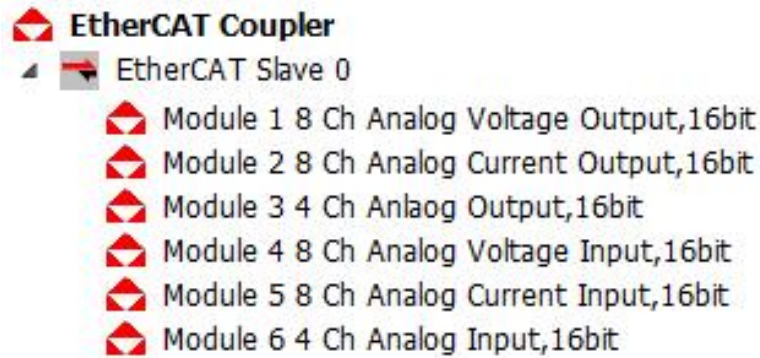 EtherCAT Coupler
EtherCAT Slave 0
Module 1 8 Ch Analog Voltage Output,16bit
Module 2 8 Ch Analog Current Output,16bit
Module 3 4 Ch Anlaog Output,16bit
Module 4 8 Ch Analog Voltage Input,16bit
Module 5 8 Ch Analog Current Input,16bit
Module 6 4 Ch Analog Input,16bit